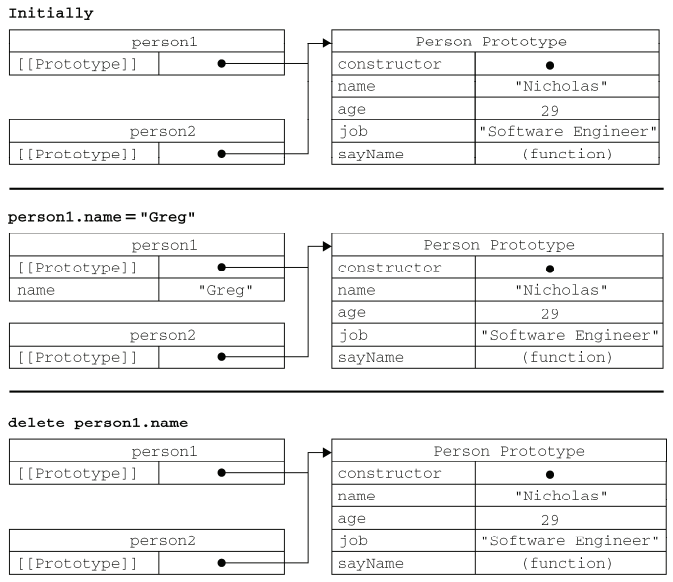 Initially
person1
Person Prototype
[[Prototype]]
constructor
name "Nicholas"
age 29
person2
job "Software Engineer"
[[Prototype]]
sayName (function)
person1.name = "Greg"
person1
Person Prototype
[[Prototype]]
constructor
name "Greg"
name "Nicholas"
age 29
person2
job "Software Engineer"
[[Prototype]]
sayName (function)
delete person1.name
person1
Person Prototype
[[Prototype]]
constructor
name "Nicholas"
age 29
person2
job "Software Engineer"
[[Prototype]]
sayName (function)